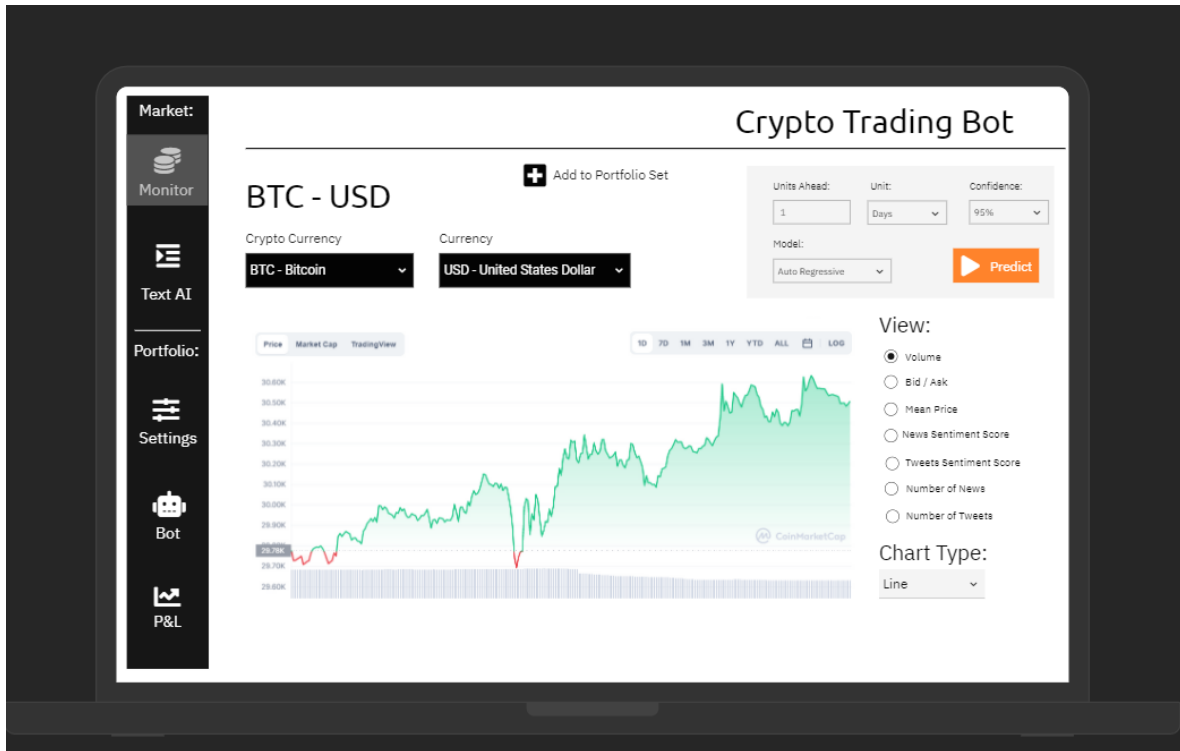 Market:
Monitor
Text AI
Portfolio:
Settings
Bot
P&L
Crypto Trading Bot
Add to Portfolio Set
BTC - USD
Crypto Currency
Currency
BTC - Bitcoin
USD - United States Dollar
Units Ahead:
Unit:
Confidence:
1
Days
95%
Model:
Auto Regressive
Predict
Price Market Cap TradingView
1D 7D 1M 3M 1Y YTD ALL LOG
30.60K
30.50K
30.40K
30.30K
30.20K
30.10K
30.00K
29.90K
29.78K
29.70K
29.60K
CoinMarketCap
View:
Volume
Bid / Ask
Mean Price
News Sentiment Score
Tweets Sentiment Score
Number of News
Number of Tweets
Chart Type:
Line